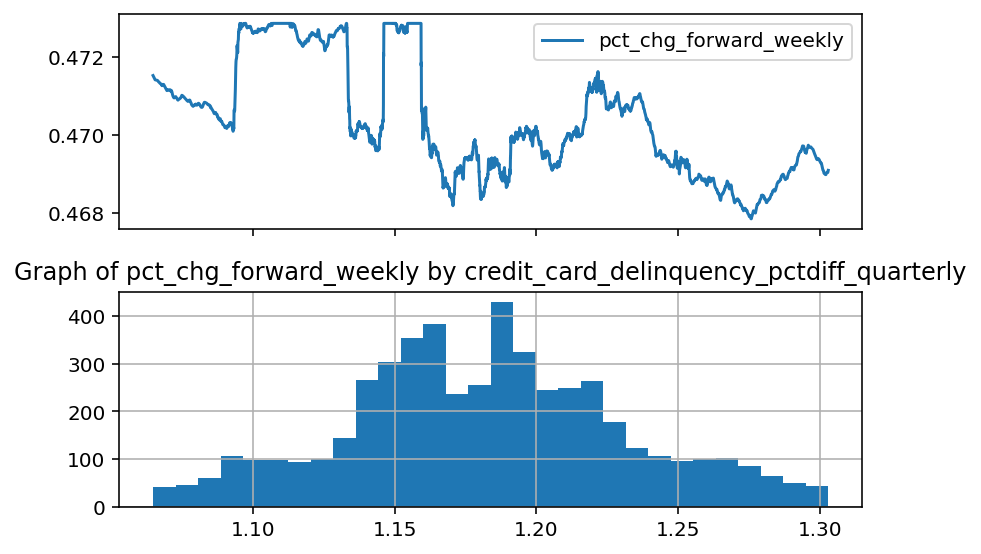 0.472
0.470
0.468
pct_chg_forward_weekly
Graph of pct_chg_forward_weekly by credit_card_delinquency_pctdiff_quarterly
400
300
200
100
0
1.10 1.15 1.20 1.25 1.30